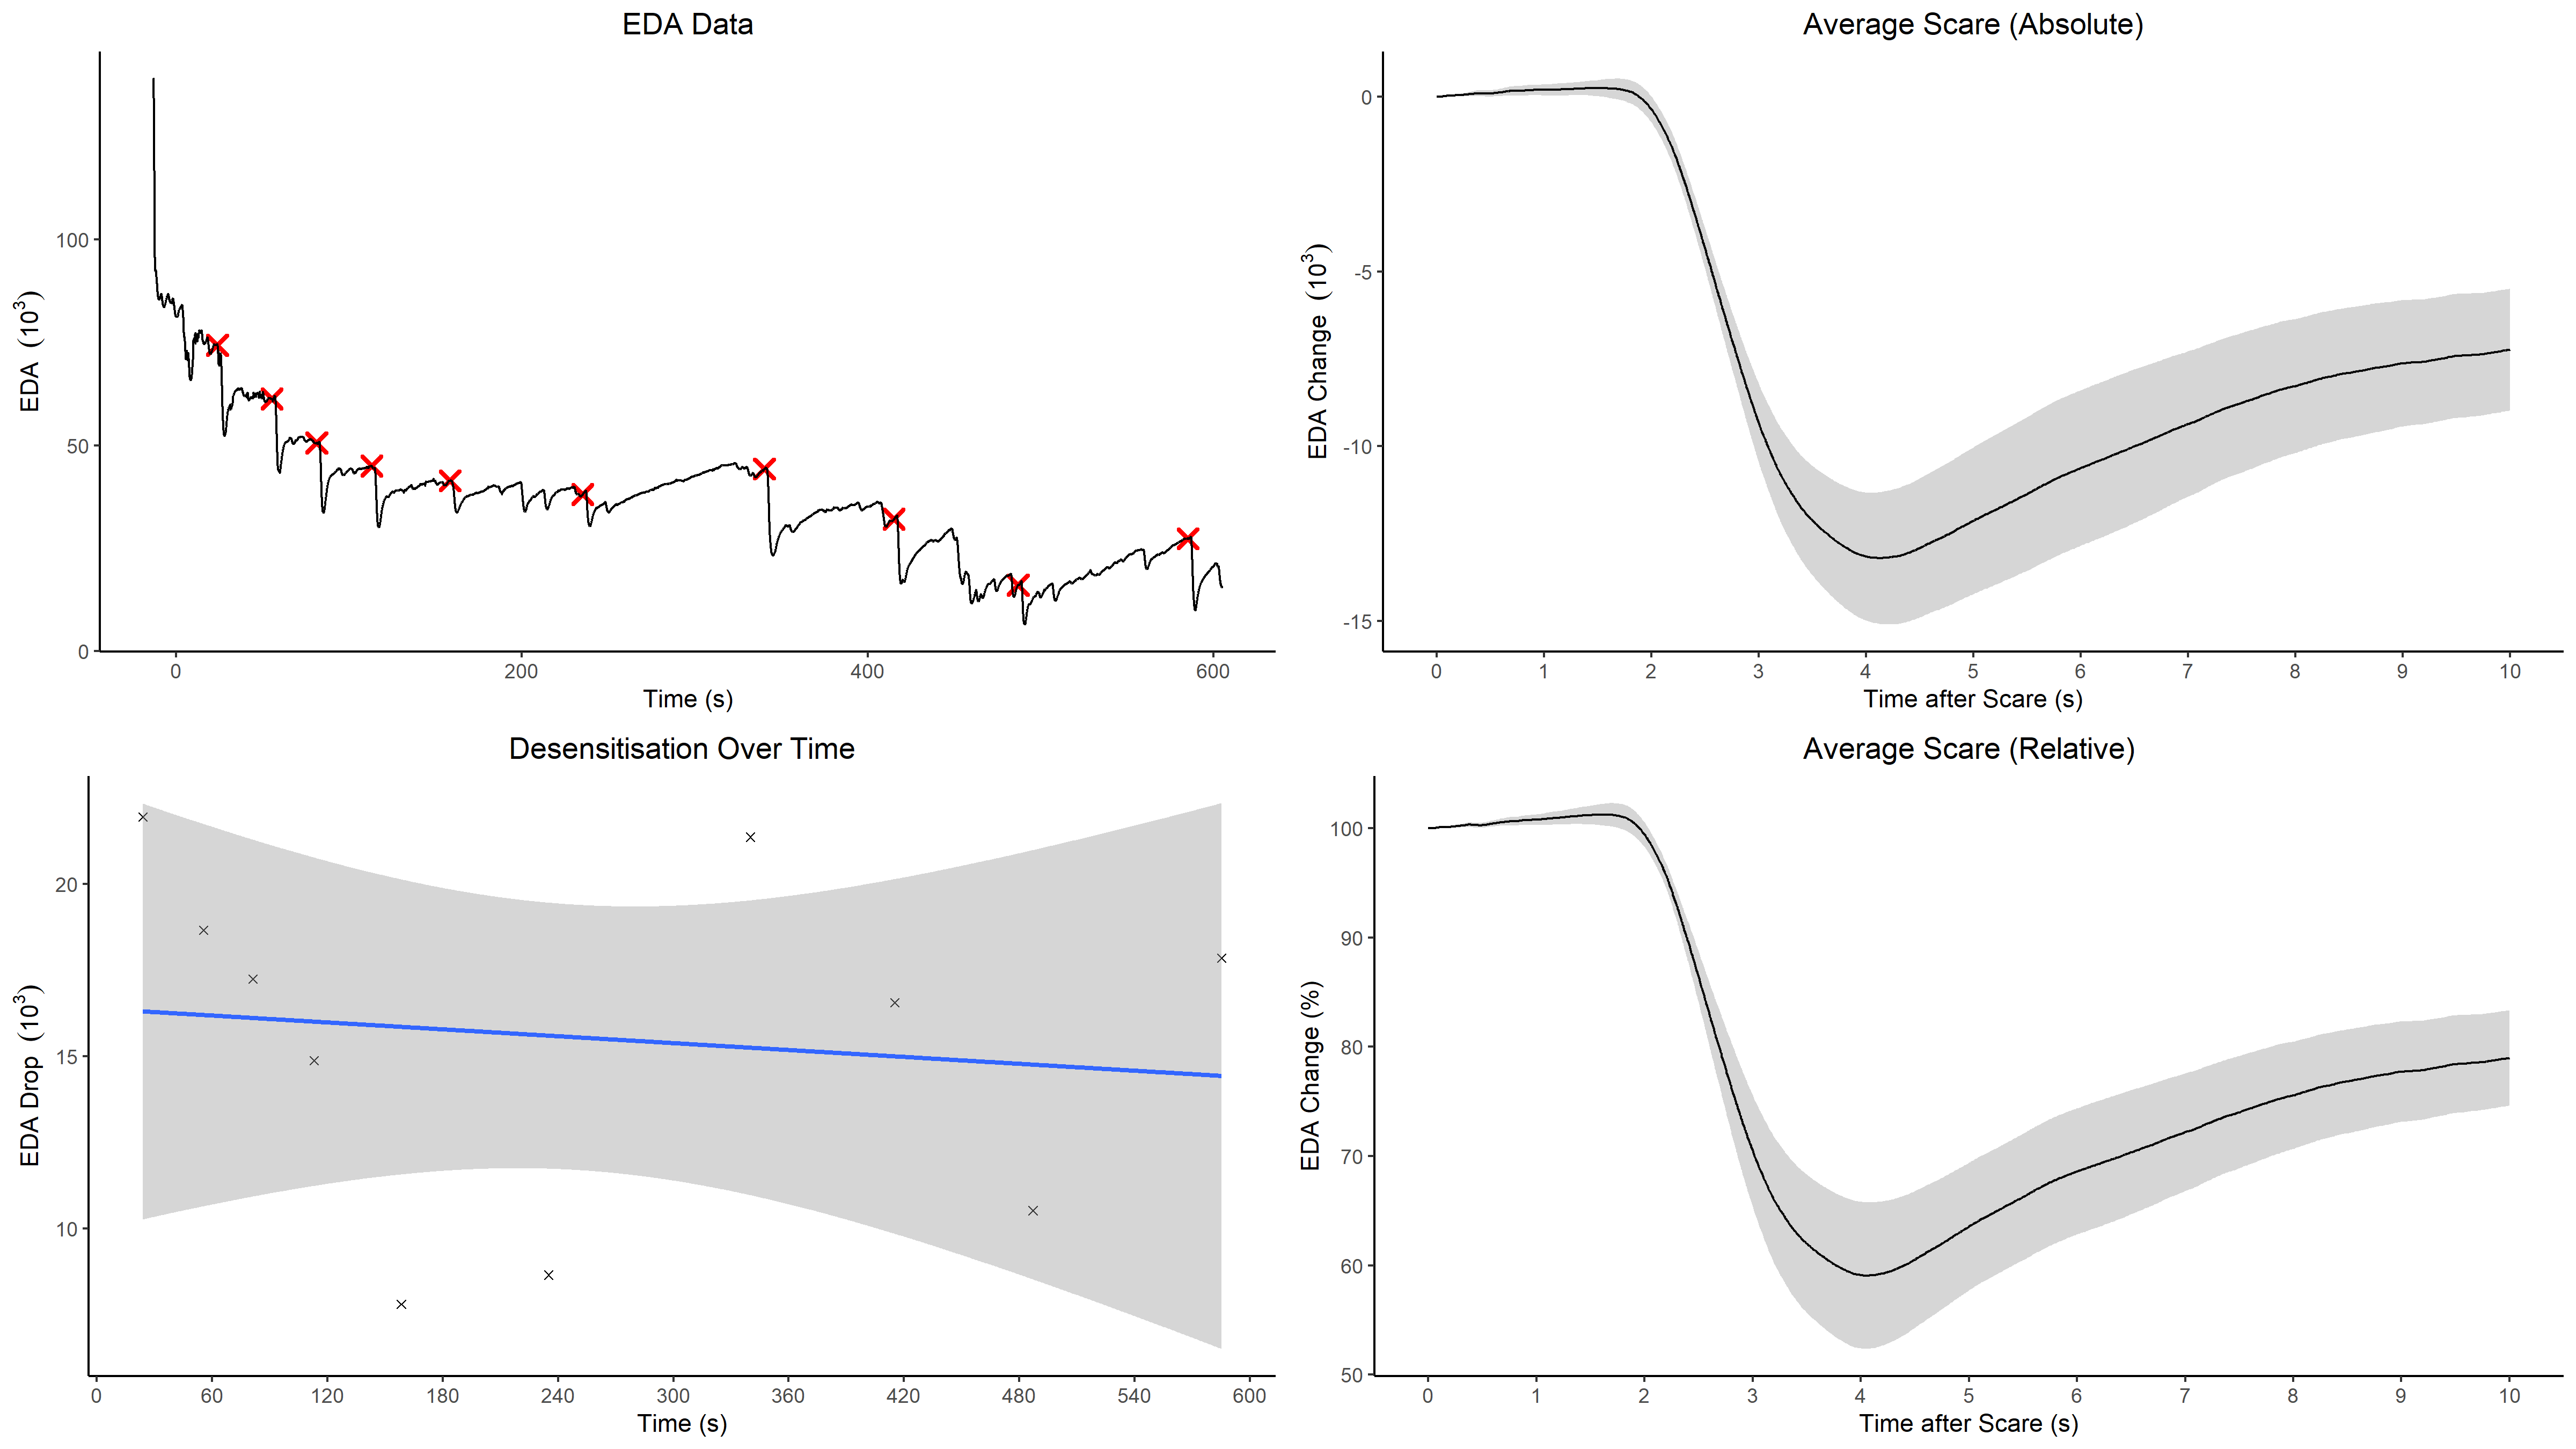 EDA Data
EDA (10³)
100
50
0
0 200 400 600
Time (s)
Average Scare (Absolute)
EDA Change (10³)
0
-5
-10
-15
0 1 2 3 4 5 6 7 8 9 10
Time after Scare (s)
Desensitisation Over Time
EDA Drop (10³)
20
15
10
0 60 120 180 240 300 360 420 480 540 600
Time (s)
Average Scare (Relative)
EDA Change (%)
100
90
80
70
60
50
0 1 2 3 4 5 6 7 8 9 10
Time after Scare (s)